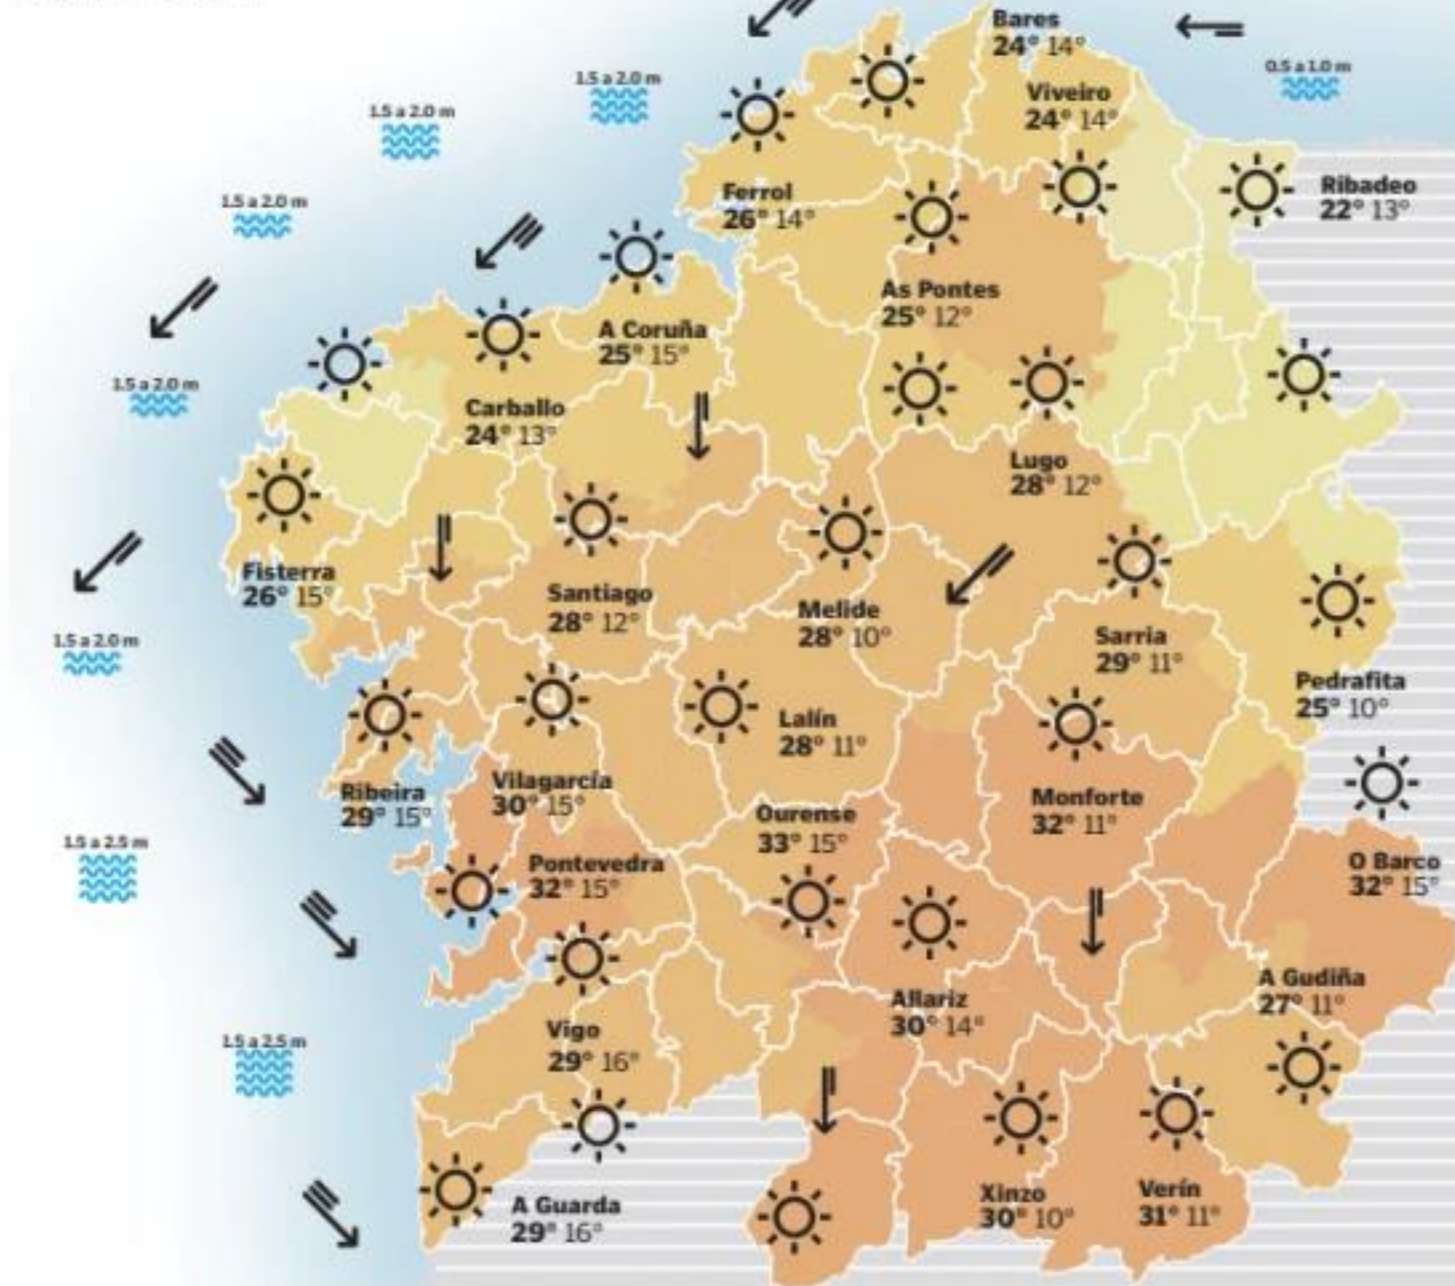 Bares
24° 14°
1.5 a 2.0 m
0.5 a 1.0 m
Viveiro
24° 14°
1.5 a 2.0 m
Ferrol
26° 14°
Ribadeo
22° 13°
1.5 a 2.0 m
As Pontes
25° 12°
A Coruña
25° 15°
1.5 a 2.0 m
Carballo
24° 13°
Lugo
28° 12°
Fisterra
26° 15°
Santiago
28° 12°
Melide
28° 10°
Sarria
29° 11°
1.5 a 2.0 m
Pedrafita
25° 10°
Lalín
28° 11°
Ribeira
29° 15°
Vilagarcía
30° 15°
Ourense
33° 15°
Monforte
32° 11°
1.5 a 2.5 m
Pontevedra
32° 15°
O Barco
32° 15°
A Gudiña
27° 11°
Allariz
30° 14°
Vigo
29° 16°
1.5 a 2.5 m
A Guarda
29° 16°
Xinzo
30° 10°
Verín
31° 11°